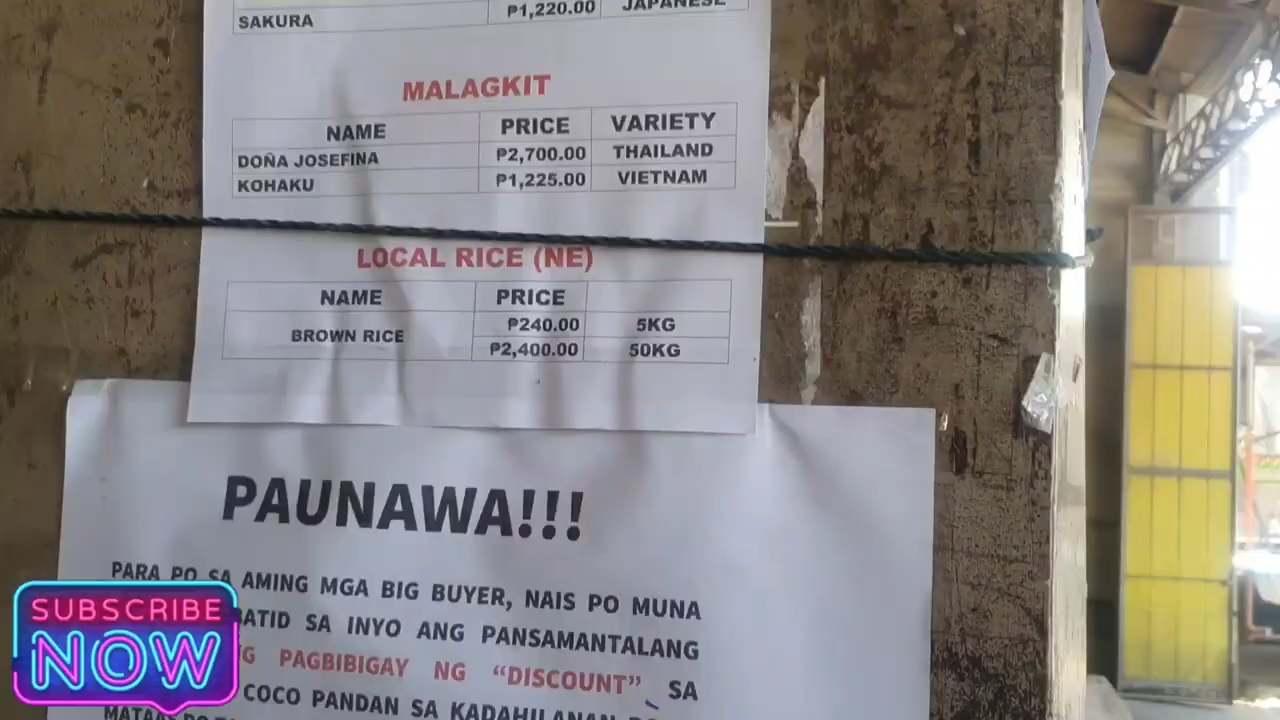 SAKURA ₱1,220.00 JAPANESE
MALAGKIT
NAME PRICE VARIETY
DOÑA JOSEFINA ₱2,700.00 THAILAND
KOHAKU ₱1,225.00 VIETNAM
LOCAL RICE (NE)
NAME PRICE
BROWN RICE ₱240.00 5KG
₱2,400.00 50KG
PAUNAWA!!!
PARA PO SA AMING MGA BIG BUYER, NAIS PO MUNA
SA INYO ANG PANSAMANTALANG
PAGBIBIGAY NG “DISCOUNT” SA
COCO PANDAN SA KADAHILANAN
SUBSCRIBE
NOW